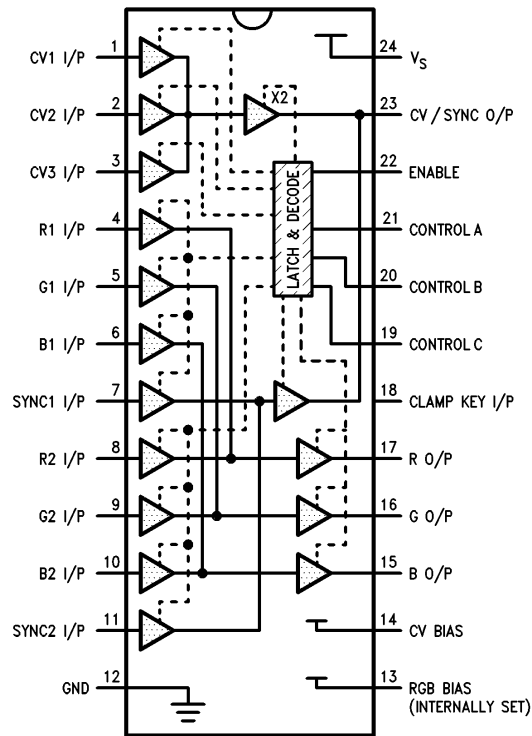 1
CV1 I/P
2
CV2 I/P
3
CV3 I/P
4
R1 I/P
5
G1 I/P
6
B1 I/P
7
SYNC1 I/P
8
R2 I/P
9
G2 I/P
10
B2 I/P
11
SYNC2 I/P
12
GND
X2
LATCH & DECODE
24
VS
23
CV/SYNC O/P
22
ENABLE
21
CONTROL A
20
CONTROL B
19
CONTROL C
18
CLAMP KEY I/P
17
R O/P
16
G O/P
15
B O/P
14
CV BIAS
13
RGB BIAS
(INTERNALLY SET)